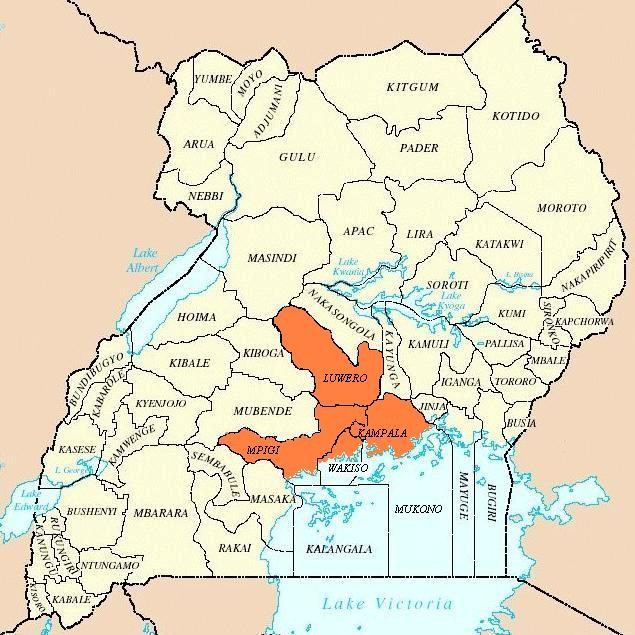 YUMBE
MOYO
ADJUMANI
KITGUM
KOTIDO
ARUA
GULU
PADER
NEBBI
MOROTO
APAC
LIRA
KATAKWI
Lake
Albert
MASINDI
Lake
Kwania
NAKAPIRIPIRIT
SOROTI
Lake
Kyoga
NAKASONGOLA
HOIMA
KUMI
SIRONKO
KAPCHORWA
KAYUNGA
KAMULI
PALLISA
MBALE
BUNDIBUGYO
KABAROLE
KIBALE
KIBOGA
LUWERO
IGANGA
TORORO
KYENJOJO
MUBENDE
JINJA
BUSIA
KAMPALA
KAMWENGE
KASESE
MPIGI
L. George
SEMBABULE
WAKISO
Lake
Edward
MASAKA
MAYUGE
BUGIRI
BUSHENYI
MBARARA
MUKONO
RUKUNGIRI
KANUNGU
RAKAI
KALANGALA
NTUNGAMO
KISORO
KABALE
Lake Victoria